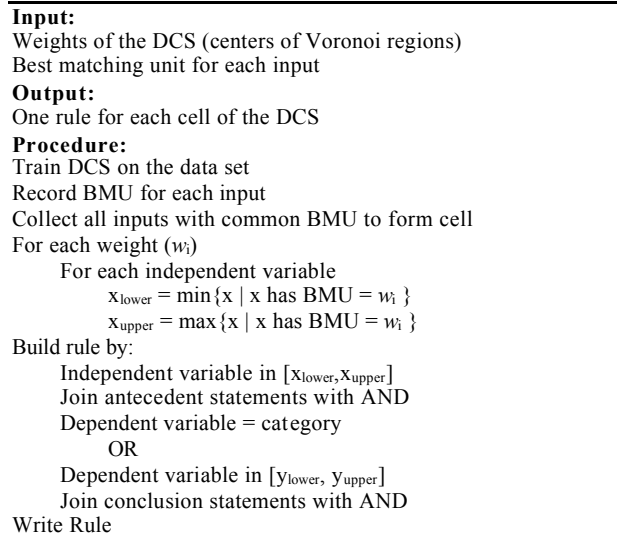 Input:
Weights of the DCS (centers of Voronoi regions)
Best matching unit for each input
Output:
One rule for each cell of the DCS
Procedure:
Train DCS on the data set
Record BMU for each input
Collect all inputs with common BMU to form cell
For each weight (wi)
For each independent variable
xlower = min{x | x has BMU = wi }
xupper = max{x | x has BMU = wi }
Build rule by:
Independent variable in [xlower,xupper]
Join antecedent statements with AND
Dependent variable = category
OR
Dependent variable in [ylower, yupper]
Join conclusion statements with AND
Write Rule